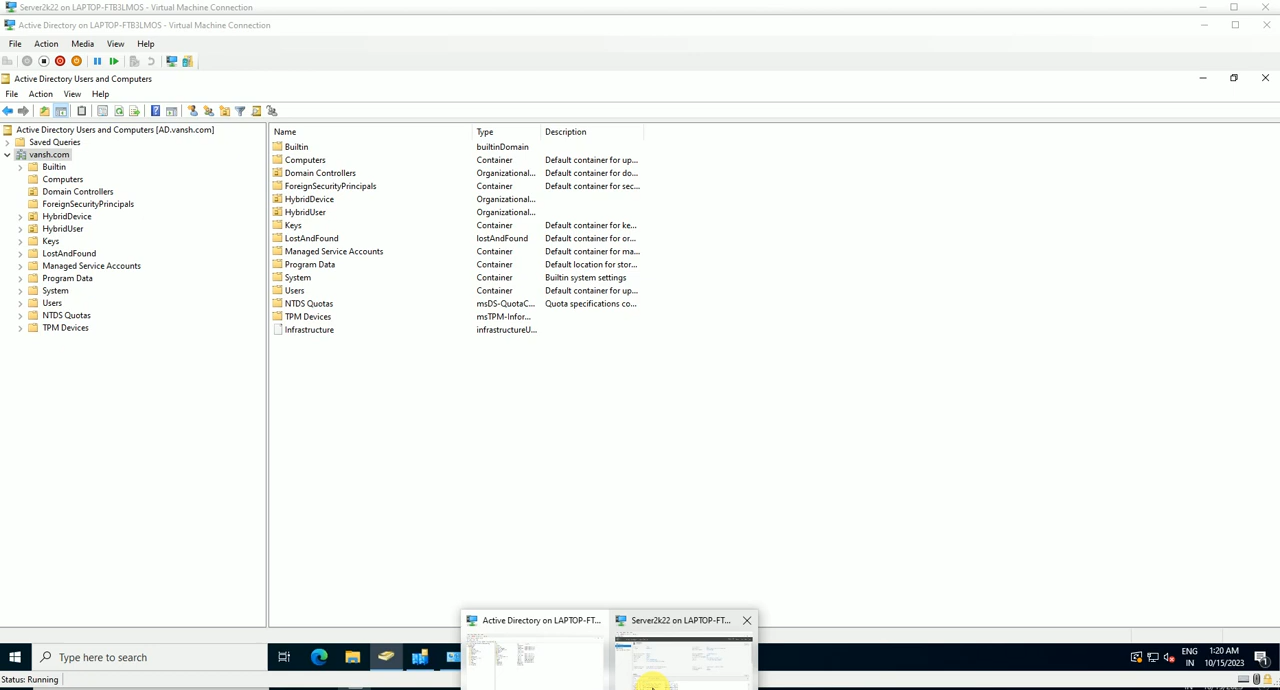 Server2k22 on LAPTOP-FTB3LMOS - Virtual Machine Connection
Active Directory on LAPTOP-FTB3LMOS - Virtual Machine Connection
File Action Media View Help
Active Directory Users and Computers
File Action View Help
Active Directory Users and Computers [AD.vansh.com]
Saved Queries
vansh.com
Builtin
Computers
Domain Controllers
ForeignSecurityPrincipals
HybridDevice
HybridUser
Keys
LostAndFound
Managed Service Accounts
Program Data
System
Users
NTDS Quotas
TPM Devices
Name Type Description
Builtin builtinDomain
Computers Container Default container for up...
Domain Controllers Organizational... Default container for do...
ForeignSecurityPrincipals Container Default container for sec...
HybridDevice Organizational...
HybridUser Organizational...
Keys Container Default container for ke...
LostAndFound lostAndFound Default container for or...
Managed Service Accounts Container Default container for ma...
Program Data Container Default location for stor...
System Container Builtin system settings
Users Container Default container for up...
NTDS Quotas msDS-QuotaC... Quota specifications co...
TPM Devices msTPM-Infor...
Infrastructure infrastructureU...
Active Directory on LAPTOP-FT... Server2k22 on LAPTOP-FT...
Type here to search
ENG
IN
1:20 AM
10/15/2023
1
Status: Running